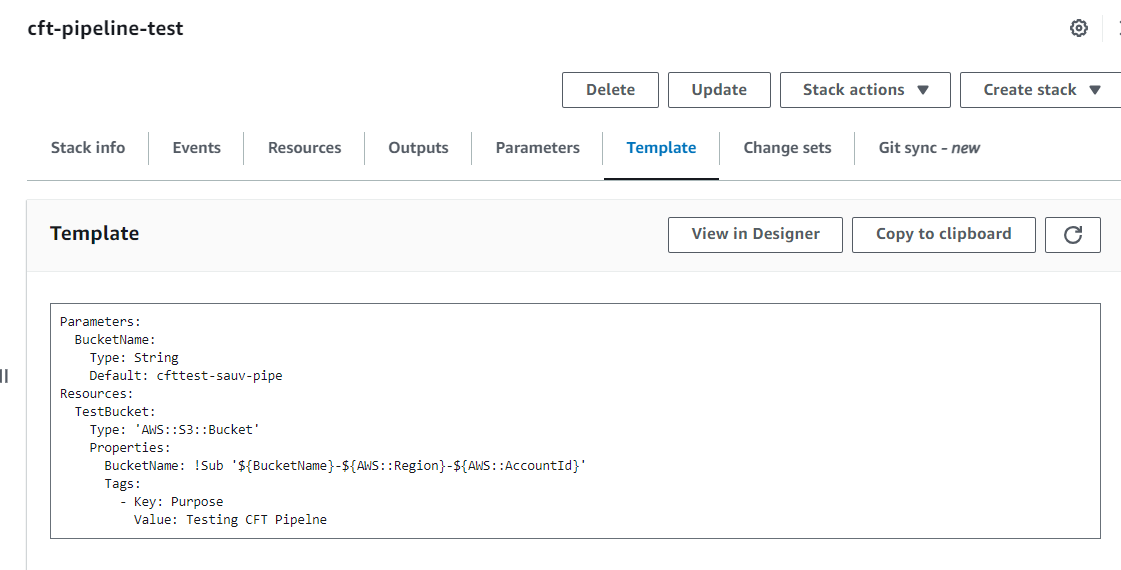 cft-pipeline-test
Delete
Update
Stack actions
Create stack
Stack info
Events
Resources
Outputs
Parameters
Template
Change sets
Git sync - new
Template
View in Designer
Copy to clipboard
Parameters:
  BucketName:
    Type: String
    Default: cfttest-sauv-pipe
Resources:
  TestBucket:
    Type: 'AWS::S3::Bucket'
    Properties:
      BucketName: !Sub '${BucketName}-${AWS::Region}-${AWS::AccountId}'
      Tags:
        - Key: Purpose
          Value: Testing CFT Pipelne